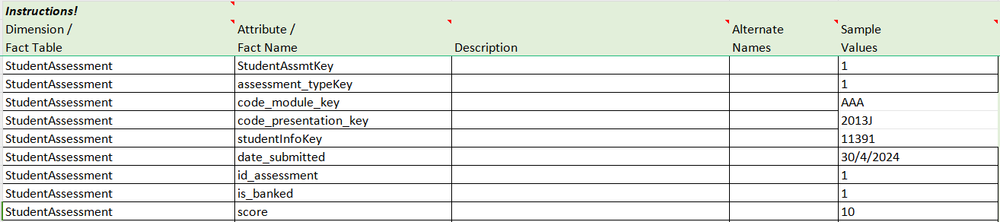 Instructions!
Dimension / Attribute / Alternate Sample
Fact Table Fact Name Description Names Values
StudentAssessment StudentAssmtKey 1
StudentAssessment assessment_typeKey 1
StudentAssessment code_module_key AAA
StudentAssessment code_presentation_key 2013J
StudentAssessment studentInfoKey 11391
StudentAssessment date_submitted 30/4/2024
StudentAssessment id_assessment 1
StudentAssessment is_banked 1
StudentAssessment score 10